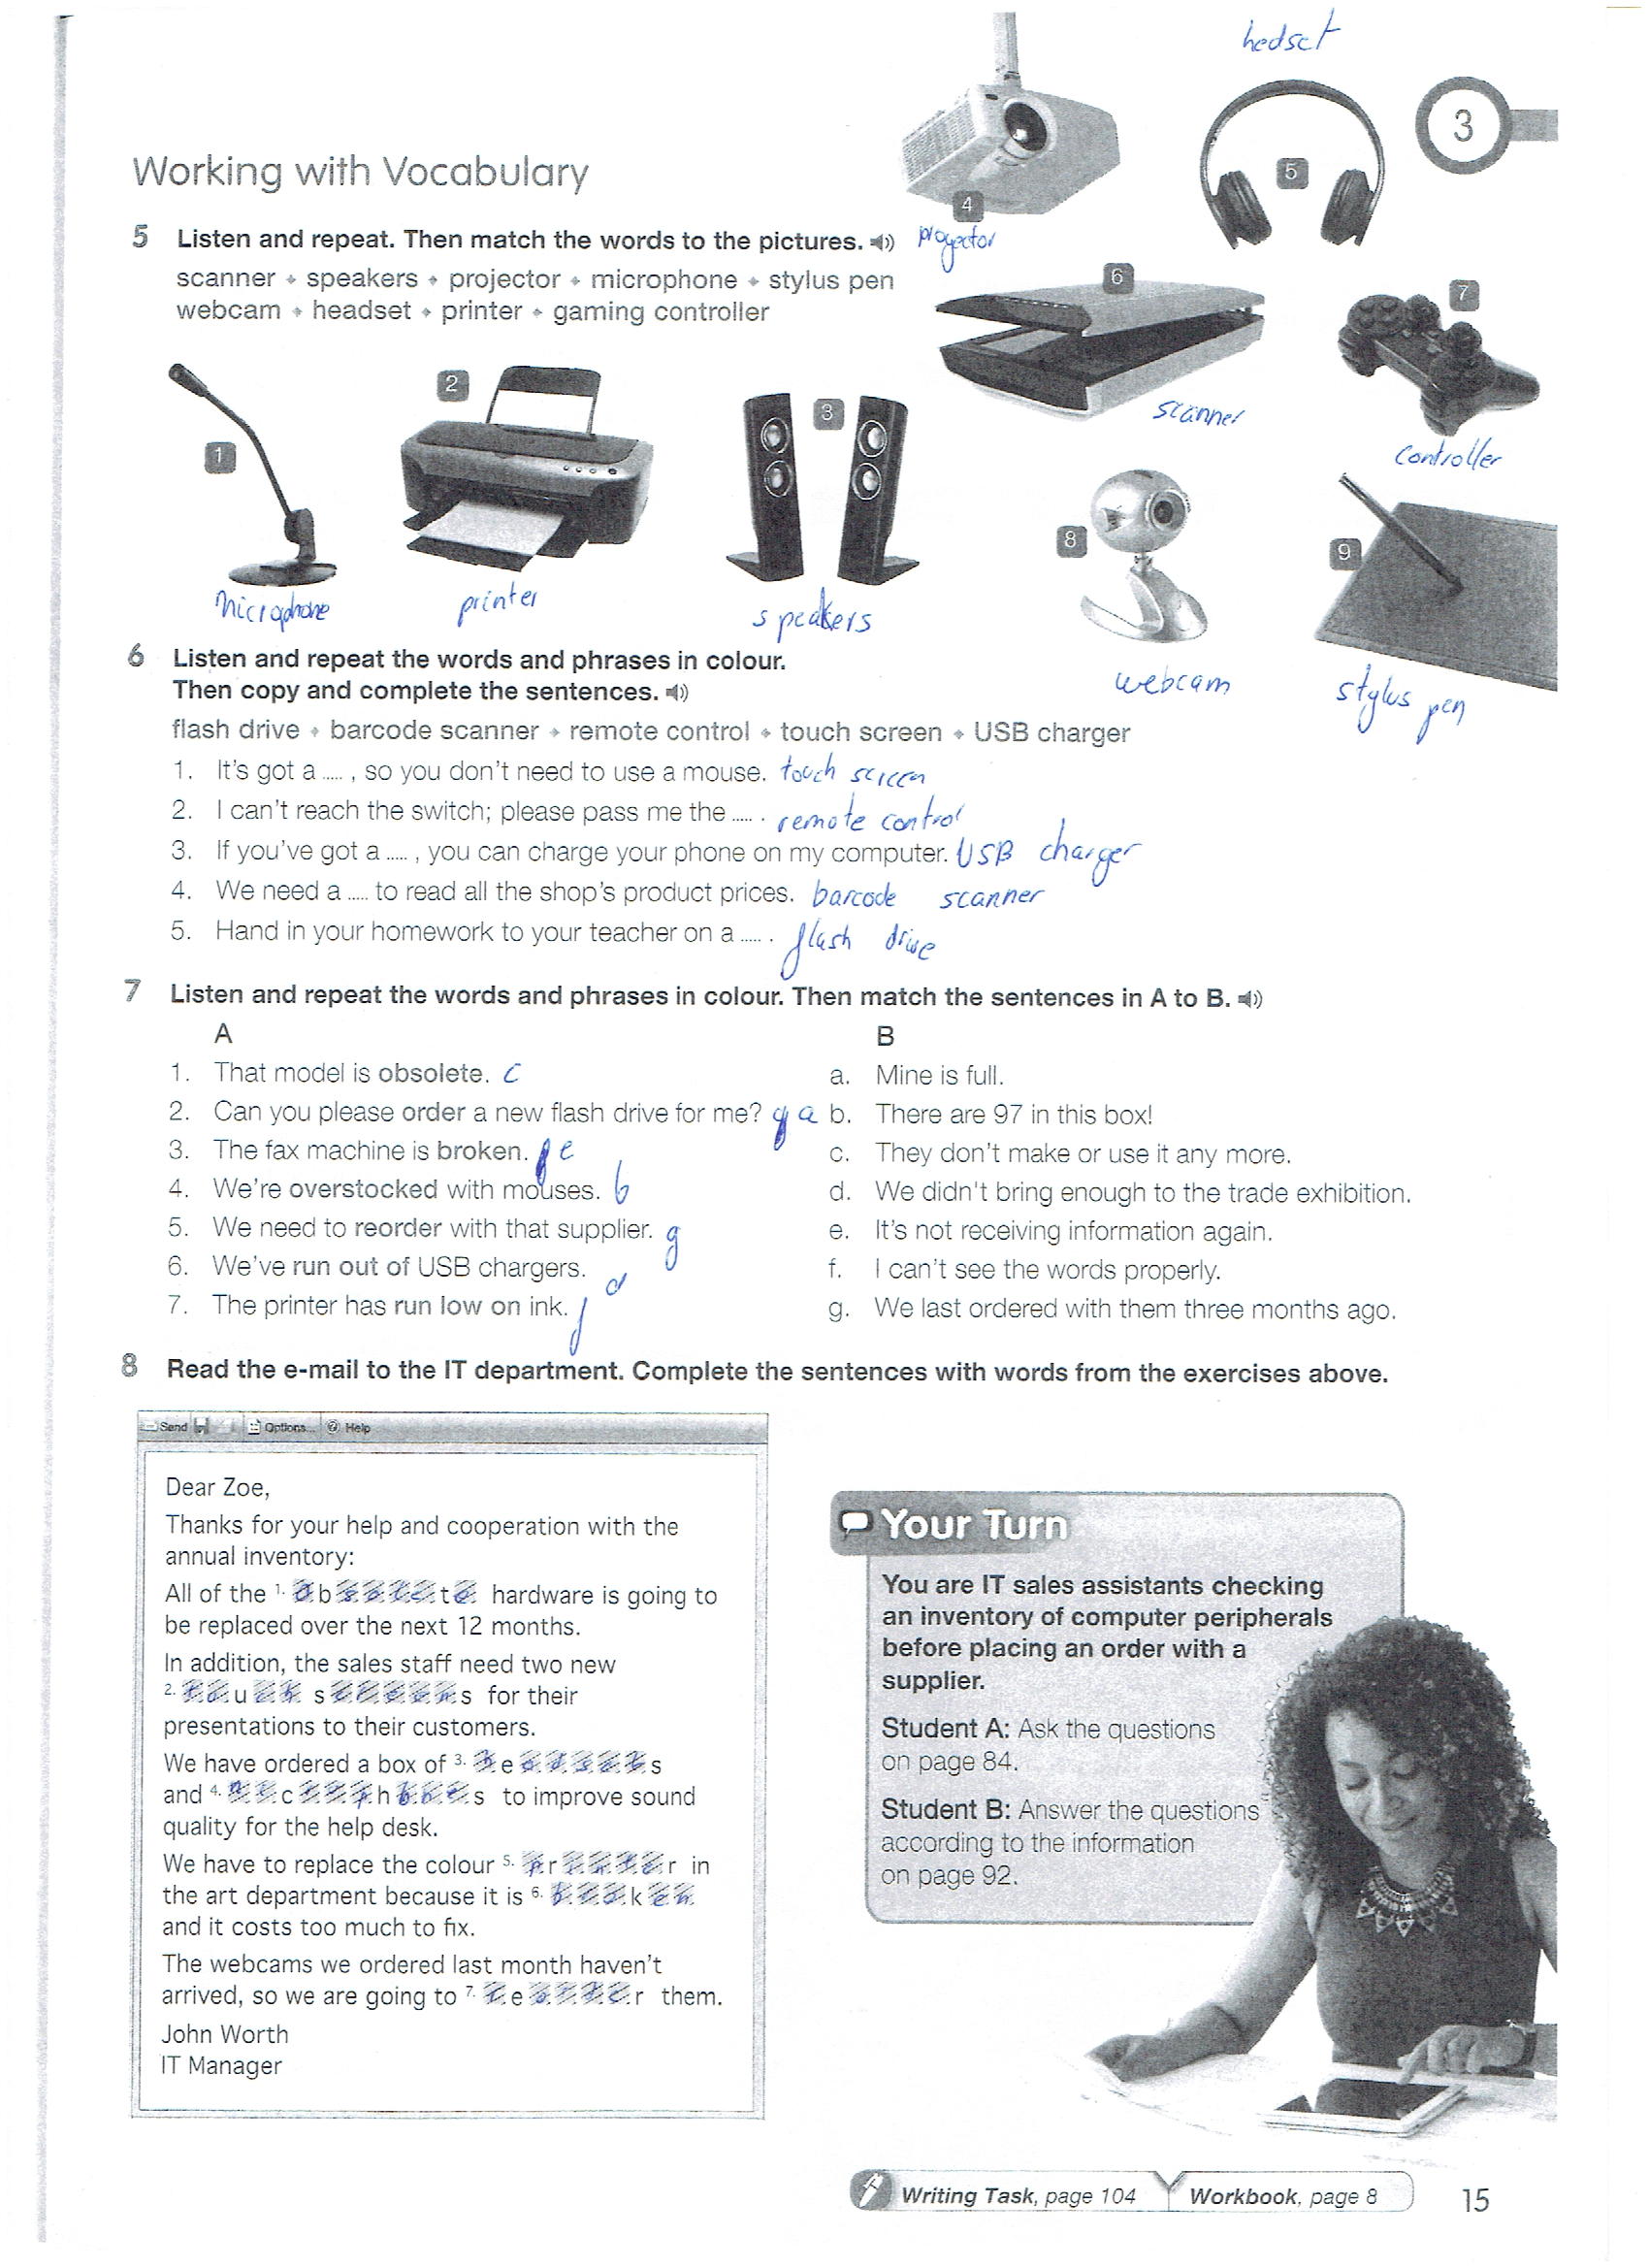 hedset
3
Working with Vocabulary
4
5
5 Listen and repeat. Then match the words to the pictures.
proyector
scanner • speakers • projector • microphone • stylus pen
webcam • headset • printer • gaming controller
6
7
scanner
controller
1
2
3
8
9
microphone
printer
speakers
webcam
stylus pen
6 Listen and repeat the words and phrases in colour.
Then copy and complete the sentences.
flash drive • barcode scanner • remote control • touch screen • USB charger
1. It's got a ..... , so you don't need to use a mouse. touch screen
2. I can't reach the switch; please pass me the ..... . remote control
3. If you've got a ..... , you can charge your phone on my computer. USB charger
4. We need a ..... to read all the shop's product prices. barcode scanner
5. Hand in your homework to your teacher on a ..... . flash drive
7 Listen and repeat the words and phrases in colour. Then match the sentences in A to B.
A
1. That model is obsolete. c
2. Can you please order a new flash drive for me? a
3. The fax machine is broken. e
4. We're overstocked with mouses. b
5. We need to reorder with that supplier. g
6. We've run out of USB chargers. d
7. The printer has run low on ink. f
B
a. Mine is full.
b. There are 97 in this box!
c. They don't make or use it any more.
d. We didn't bring enough to the trade exhibition.
e. It's not receiving information again.
f. I can't see the words properly.
g. We last ordered with them three months ago.
8 Read the e-mail to the IT department. Complete the sentences with words from the exercises above.
Send Options... Help
Dear Zoe,
Thanks for your help and cooperation with the
annual inventory:
All of the 1. obsolete hardware is going to
be replaced over the next 12 months.
In addition, the sales staff need two new
2. touch screens for their
presentations to their customers.
We have ordered a box of 3. headsets
and 4. microphones to improve sound
quality for the help desk.
We have to replace the colour 5. printer in
the art department because it is 6. broken
and it costs too much to fix.
The webcams we ordered last month haven't
arrived, so we are going to 7. reorder them.
John Worth
IT Manager
Your Turn
You are IT sales assistants checking
an inventory of computer peripherals
before placing an order with a
supplier.
Student A: Ask the questions
on page 84.
Student B: Answer the questions
according to the information
on page 92.
Writing Task, page 104 Workbook, page 8
15